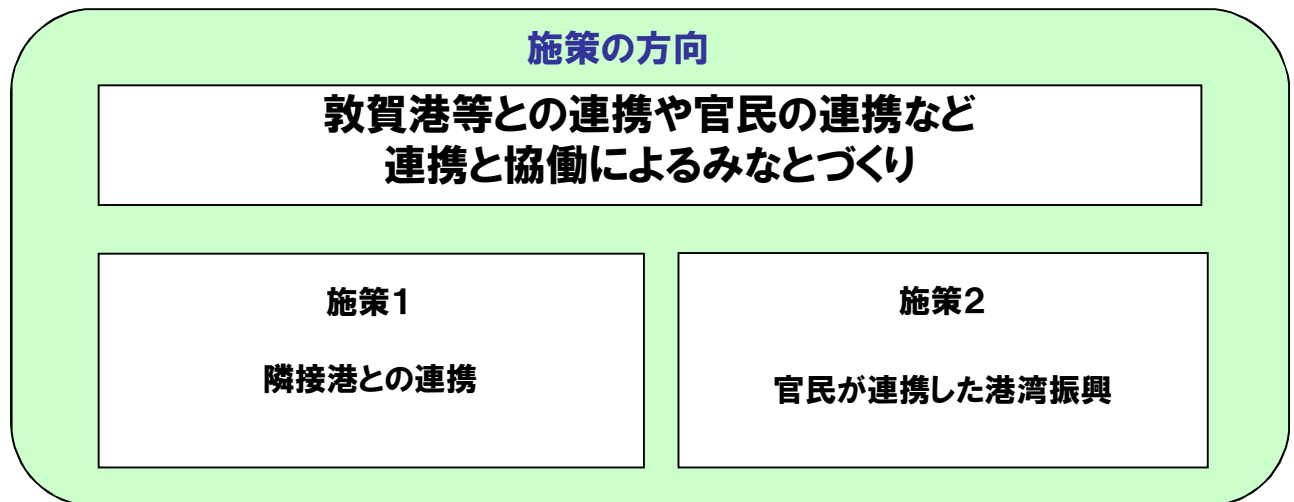 施策の方向
敦賀港等との連携や官民の連携など
連携と協働によるみなとづくり
施策１
隣接港との連携
施策２
官民が連携した港湾振興